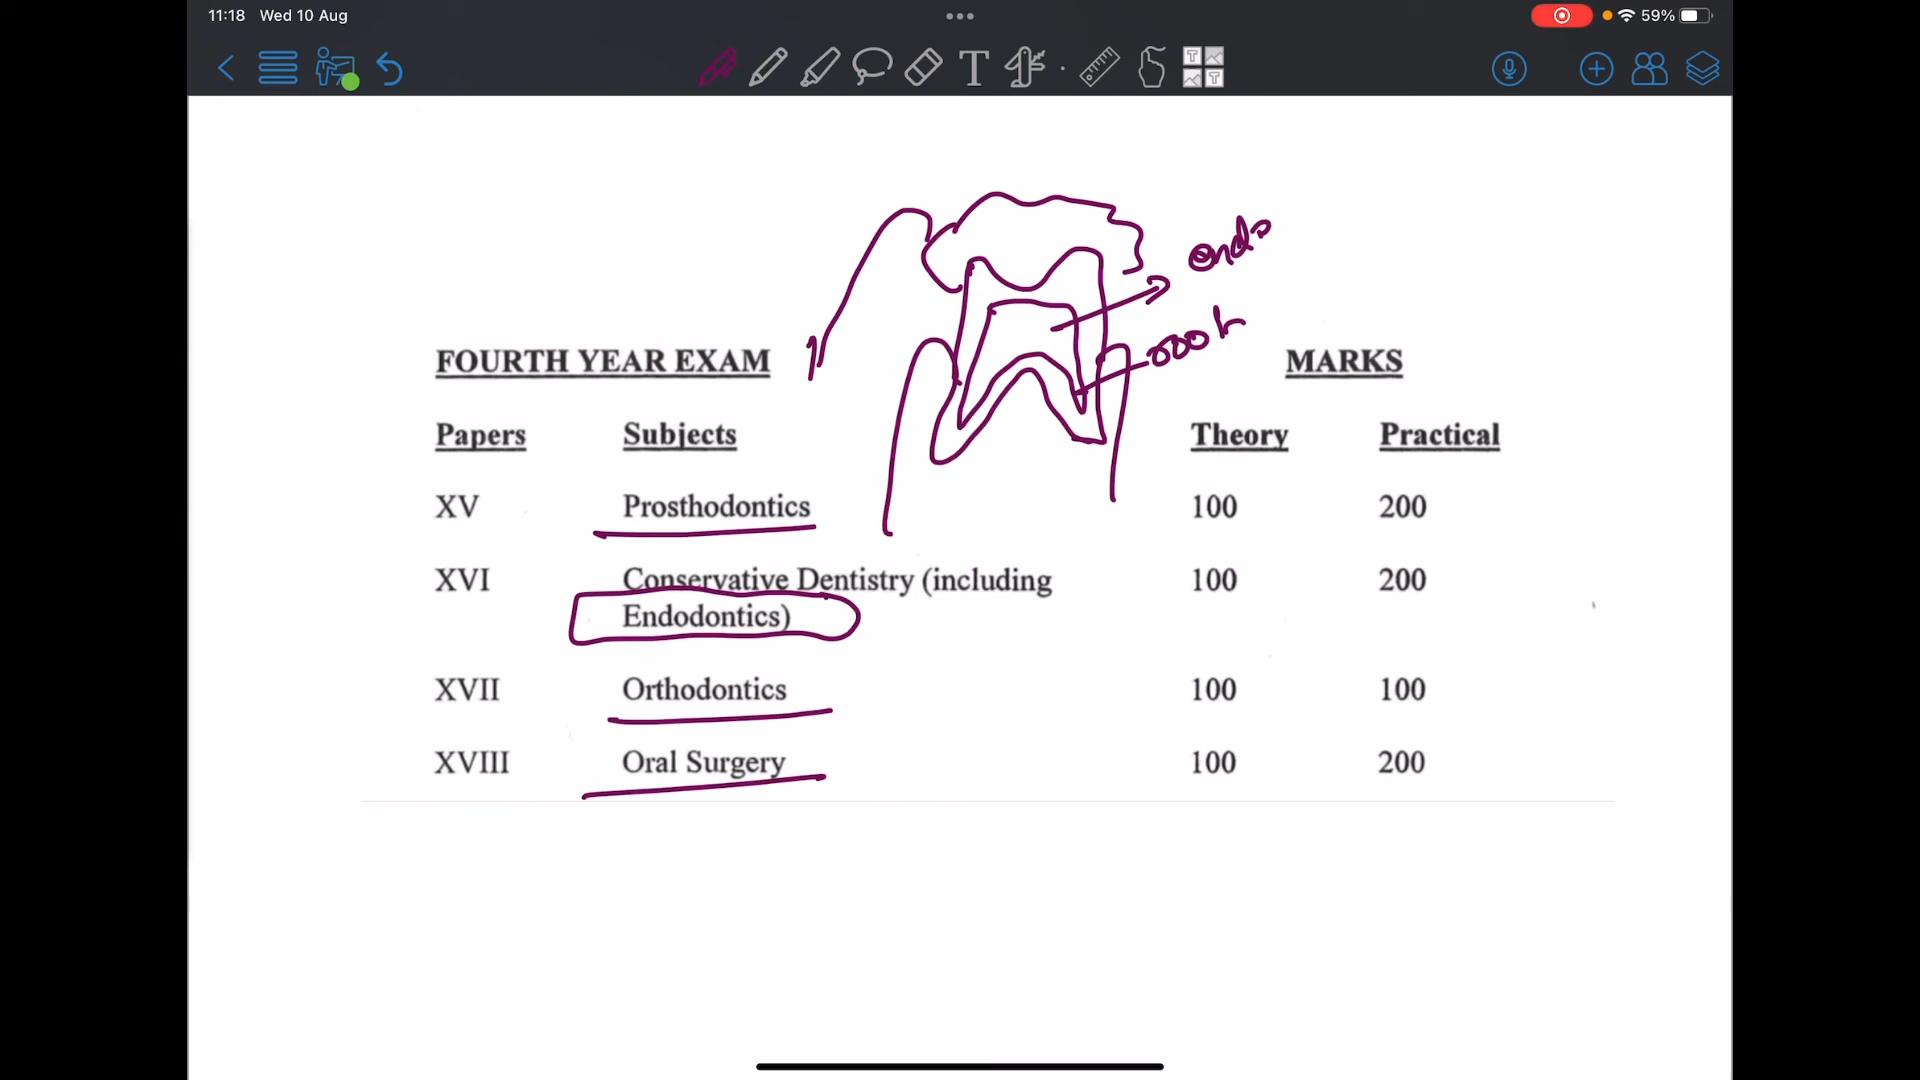 11:18 Wed 10 Aug 59%
T
endo
FOURTH YEAR EXAM MARKS
Papers Subjects Theory Practical
XV Prosthodontics 100 200
XVI Conservative Dentistry (including 100 200
Endodontics)
XVII Orthodontics 100 100
XVIII Oral Surgery 100 200